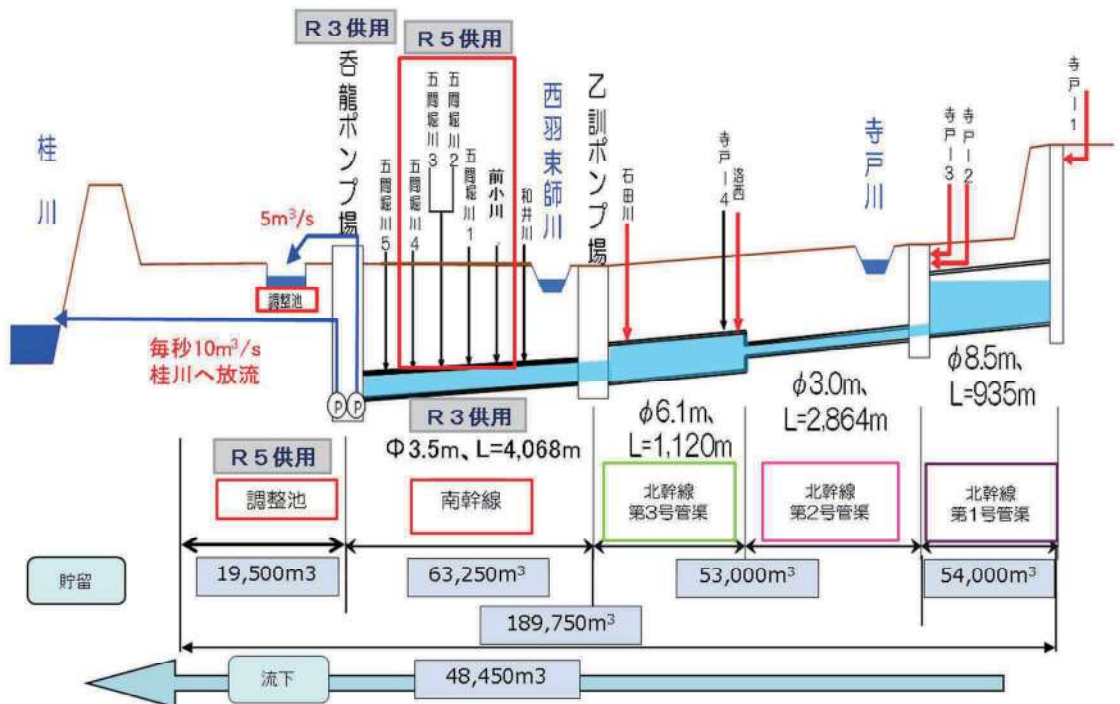 R3供用
R5供用
桂川
呑龍ポンプ場
五間堀川5
五間堀川4
五間堀川3
五間堀川2
五間堀川1
前小川
和井川
西羽束師川
乙訓ポンプ場
石田川
寺戸-4
洛西
寺戸川
寺戸-3
寺戸-2
寺戸-1
5m³/s
調整池
毎秒10m³/s
桂川へ放流
P
P
R3供用
Φ3.5m、L=4,068m
φ6.1m、
L=1,120m
φ3.0m、
L=2,864m
φ8.5m、
L=935m
R5供用
調整池
南幹線
北幹線
第3号管渠
北幹線
第2号管渠
北幹線
第1号管渠
貯留
19,500m3
63,250m³
53,000m³
54,000m³
189,750m³
流下
48,450m3